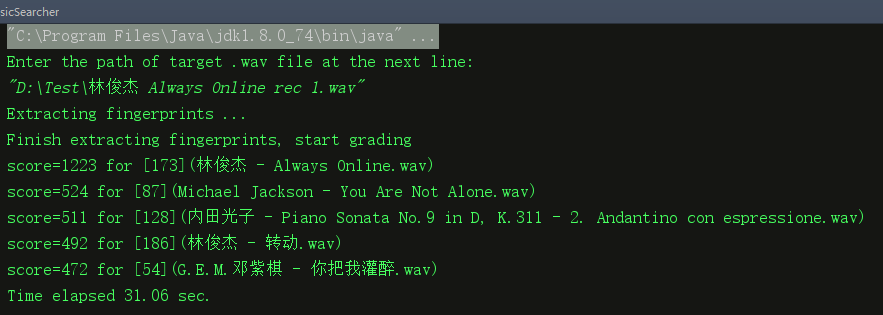 sicSearcher
"C:\Program Files\Java\jdk1.8.0_74\bin\java" ...
Enter the path of target .wav file at the next line:
"D:\Test\林俊杰 Always Online rec 1.wav"
Extracting fingerprints ...
Finish extracting fingerprints, start grading
score=1223 for [173](林俊杰 - Always Online.wav)
score=524 for [87](Michael Jackson - You Are Not Alone.wav)
score=511 for [128](内田光子 - Piano Sonata No.9 in D, K.311 - 2. Andantino con espressione.wav)
score=492 for [186](林俊杰 - 转动.wav)
score=472 for [54](G.E.M.邓紫棋 - 你把我灌醉.wav)
Time elapsed 31.06 sec.